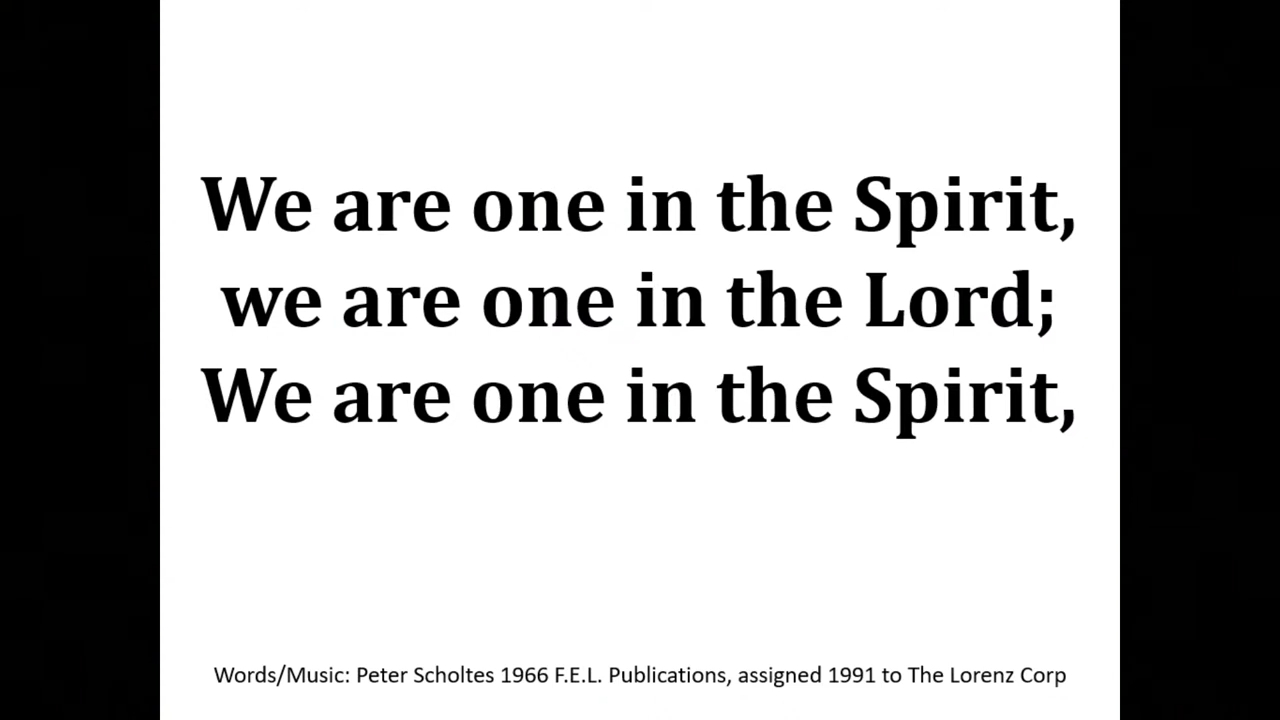 We are one in the Spirit,
we are one in the Lord;
We are one in the Spirit,
Words/Music: Peter Scholtes 1966 F.E.L. Publications, assigned 1991 to The Lorenz Corp